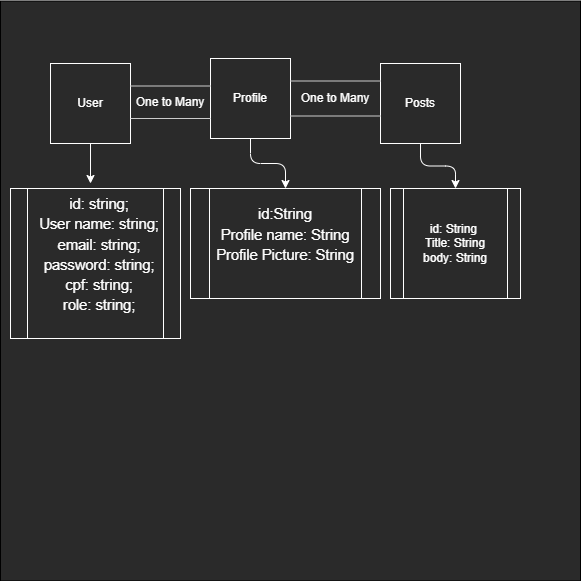 User
One to Many
Profile
One to Many
Posts
id: string;
User name: string;
email: string;
password: string;
cpf: string;
role: string;
id:String
Profile name: String
Profile Picture: String
id: String
Title: String
body: String